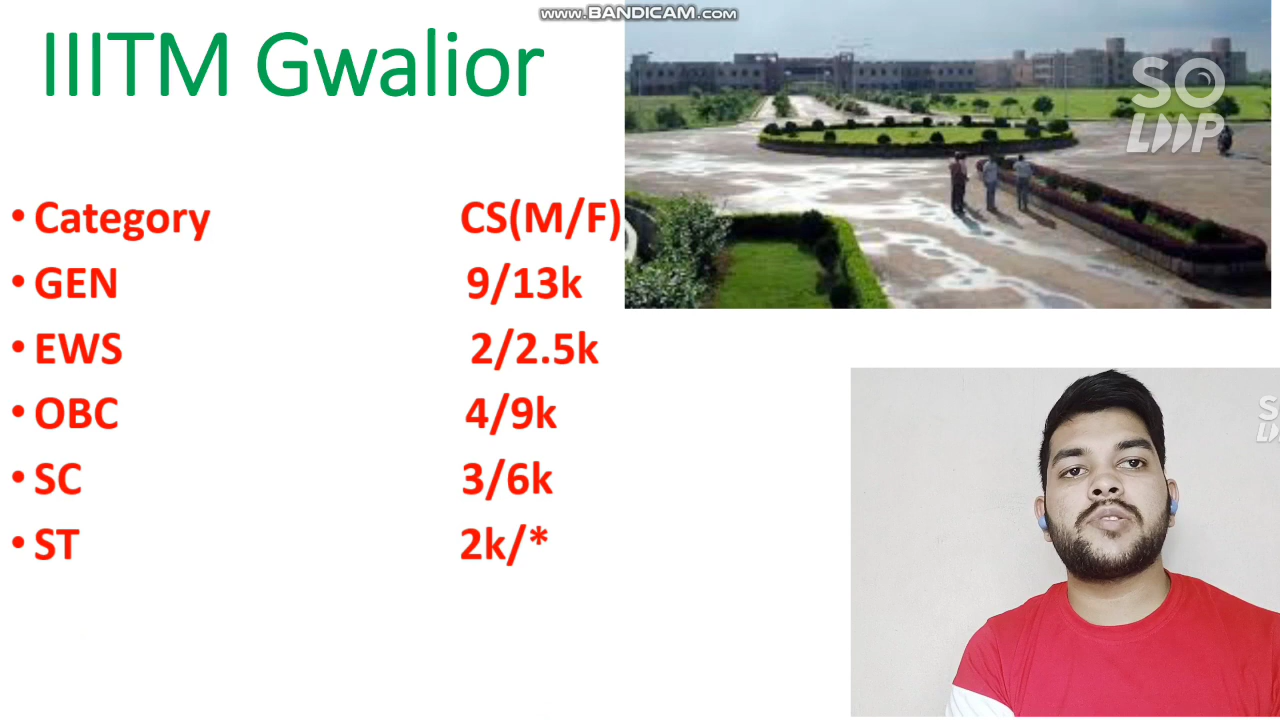 www.BANDICAM.com
IIITM Gwalior
SO
LOOP
• Category CS(M/F)
• GEN 9/13k
• EWS 2/2.5k
• OBC 4/9k
• SC 3/6k
• ST 2k/*